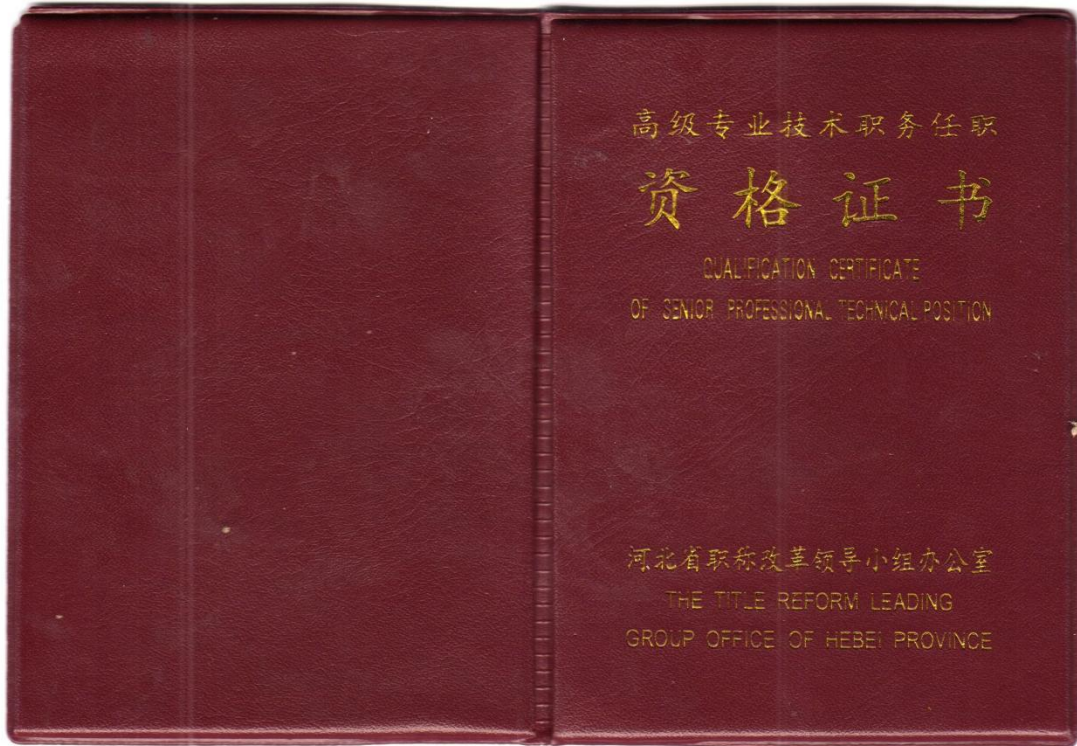 高级专业技术职务任职
资格证书
QUALIFICATION CERTIFICATE
OF SENIOR PROFESSIONAL TECHNICAL POSITION
河北省职称改革领导小组办公室
THE TITLE REFORM LEADING
GROUP OFFICE OF HEBEI PROVINCE